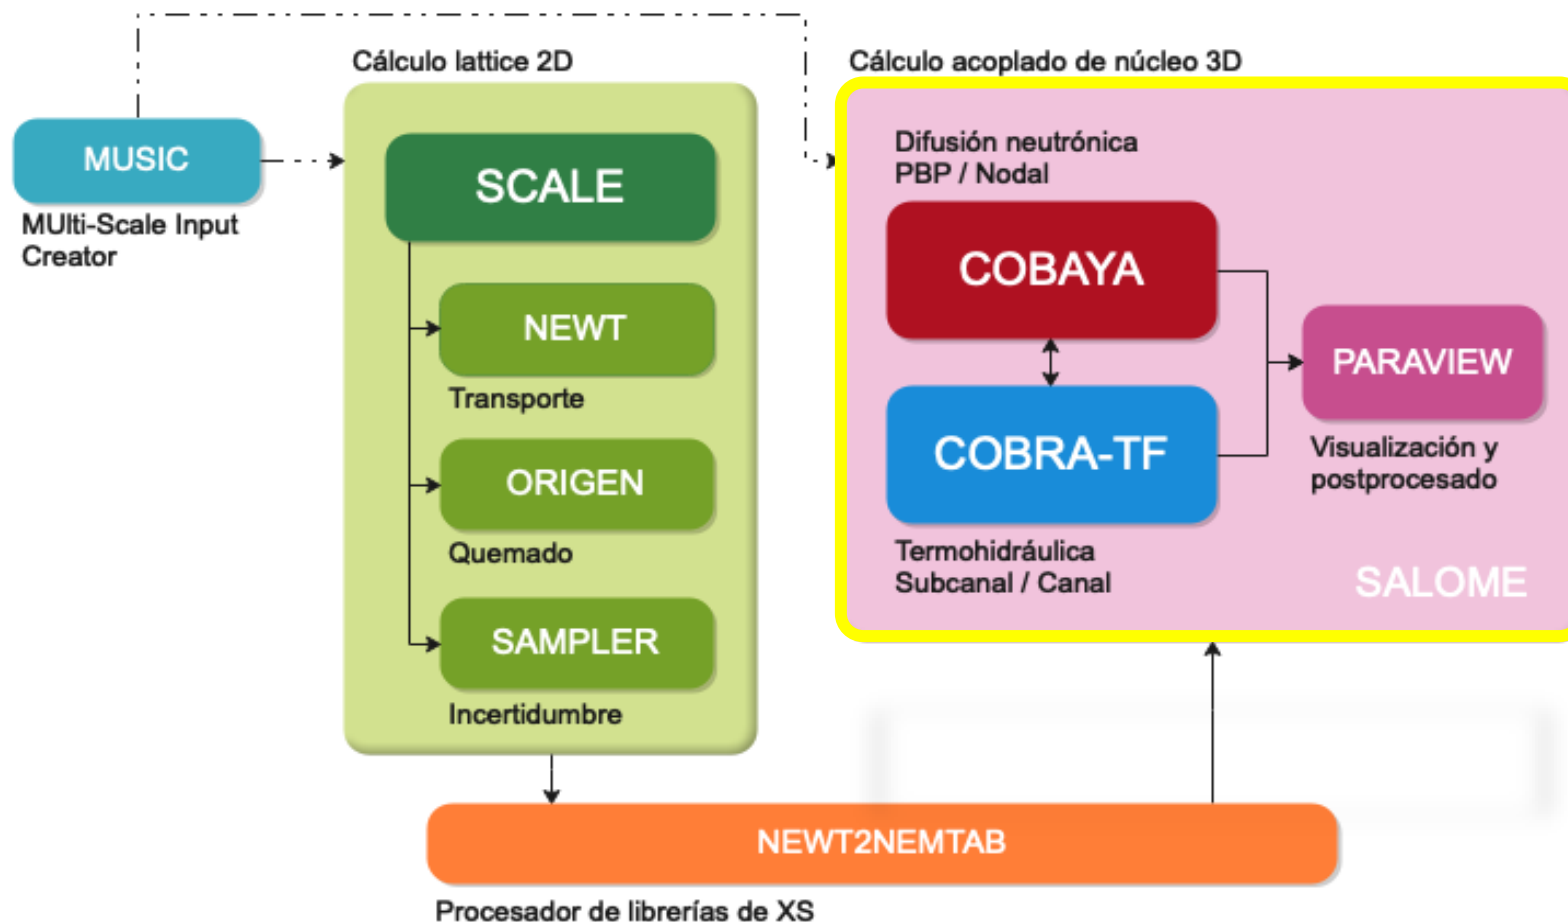 Cálculo lattice 2D
Cálculo acoplado de núcleo 3D
MUSIC
MUlti-Scale Input
Creator
SCALE
NEWT
Transporte
ORIGEN
Quemado
SAMPLER
Incertidumbre
Difusión neutrónica
PBP / Nodal
COBAYA
COBRA-TF
Termohidráulica
Subcanal / Canal
PARAVIEW
Visualización y
postprocesado
SALOME
NEWT2NEMTAB
Procesador de librerías de XS